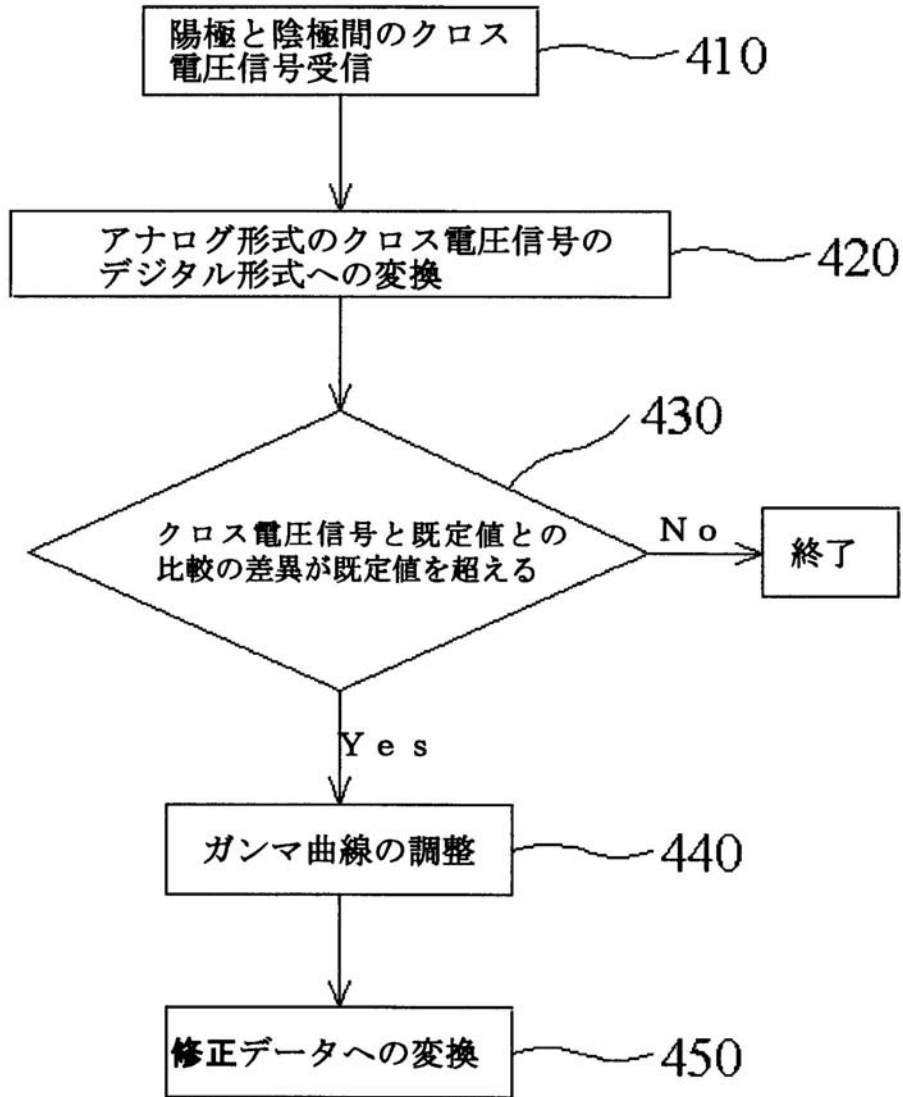 陽極と陰極間のクロス
電圧信号受信
410
アナログ形式のクロス電圧信号の
デジタル形式への変換
420
430
クロス電圧信号と既定値との
比較の差異が既定値を超える
No
終了
Yes
ガンマ曲線の調整
440
修正データへの変換
450